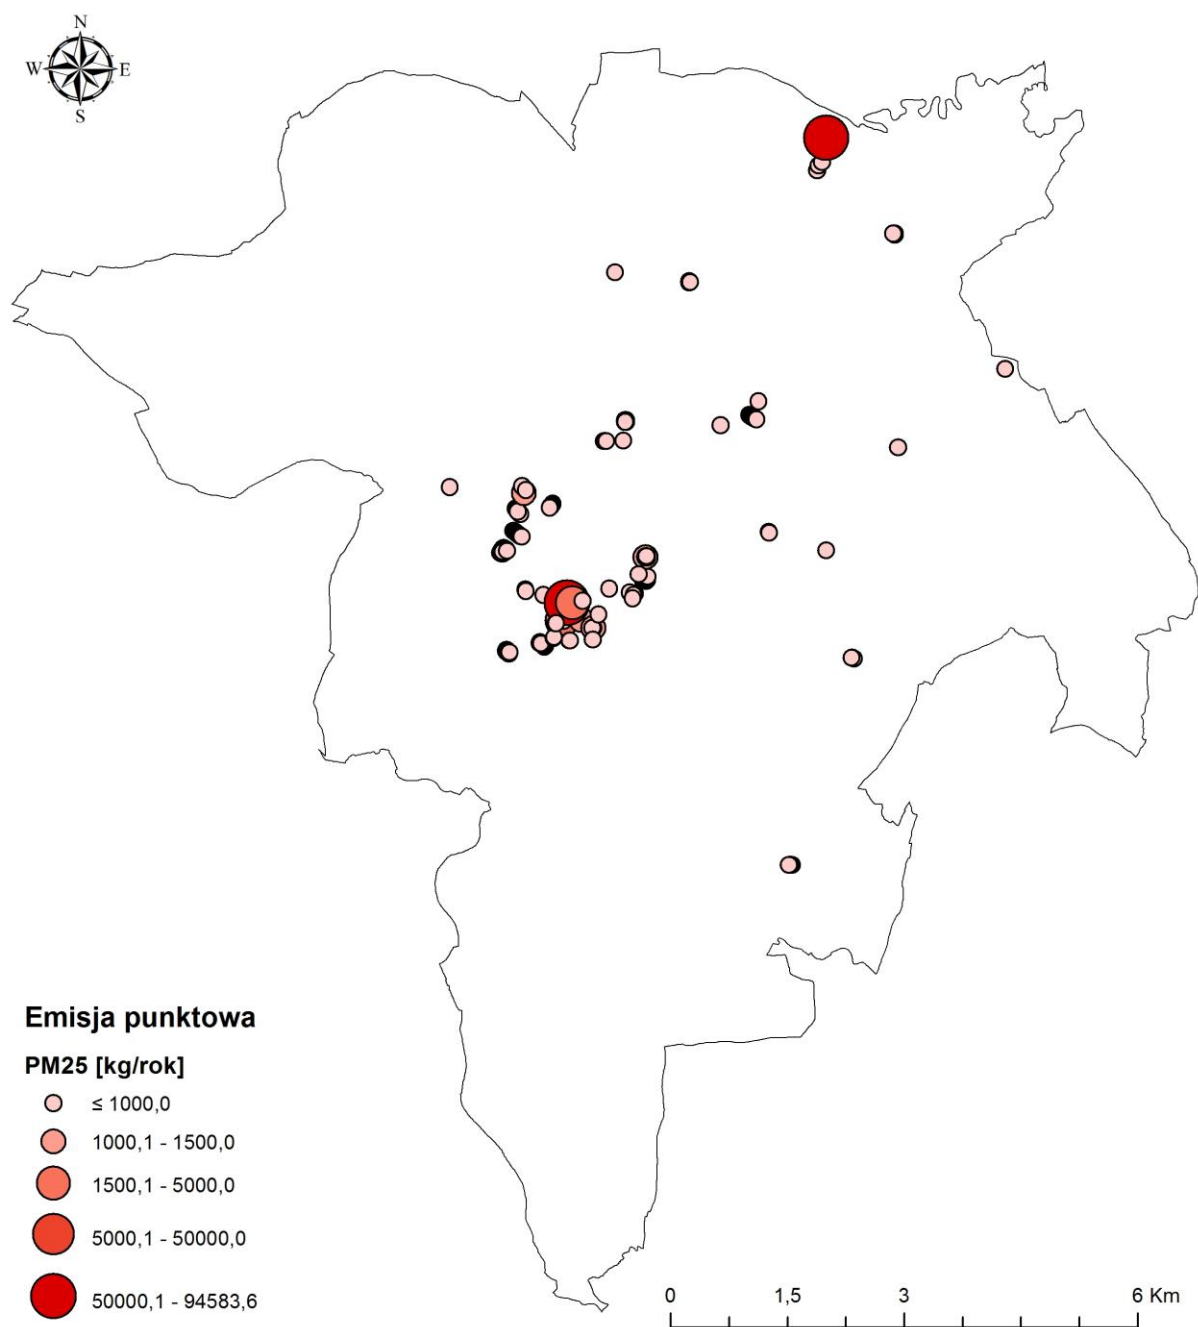 N
W E
S
Emisja punktowa
PM25 [kg/rok]
≤ 1000,0
1000,1 - 1500,0
1500,1 - 5000,0
5000,1 - 50000,0
50000,1 - 94583,6
0 1,5 3 6 Km